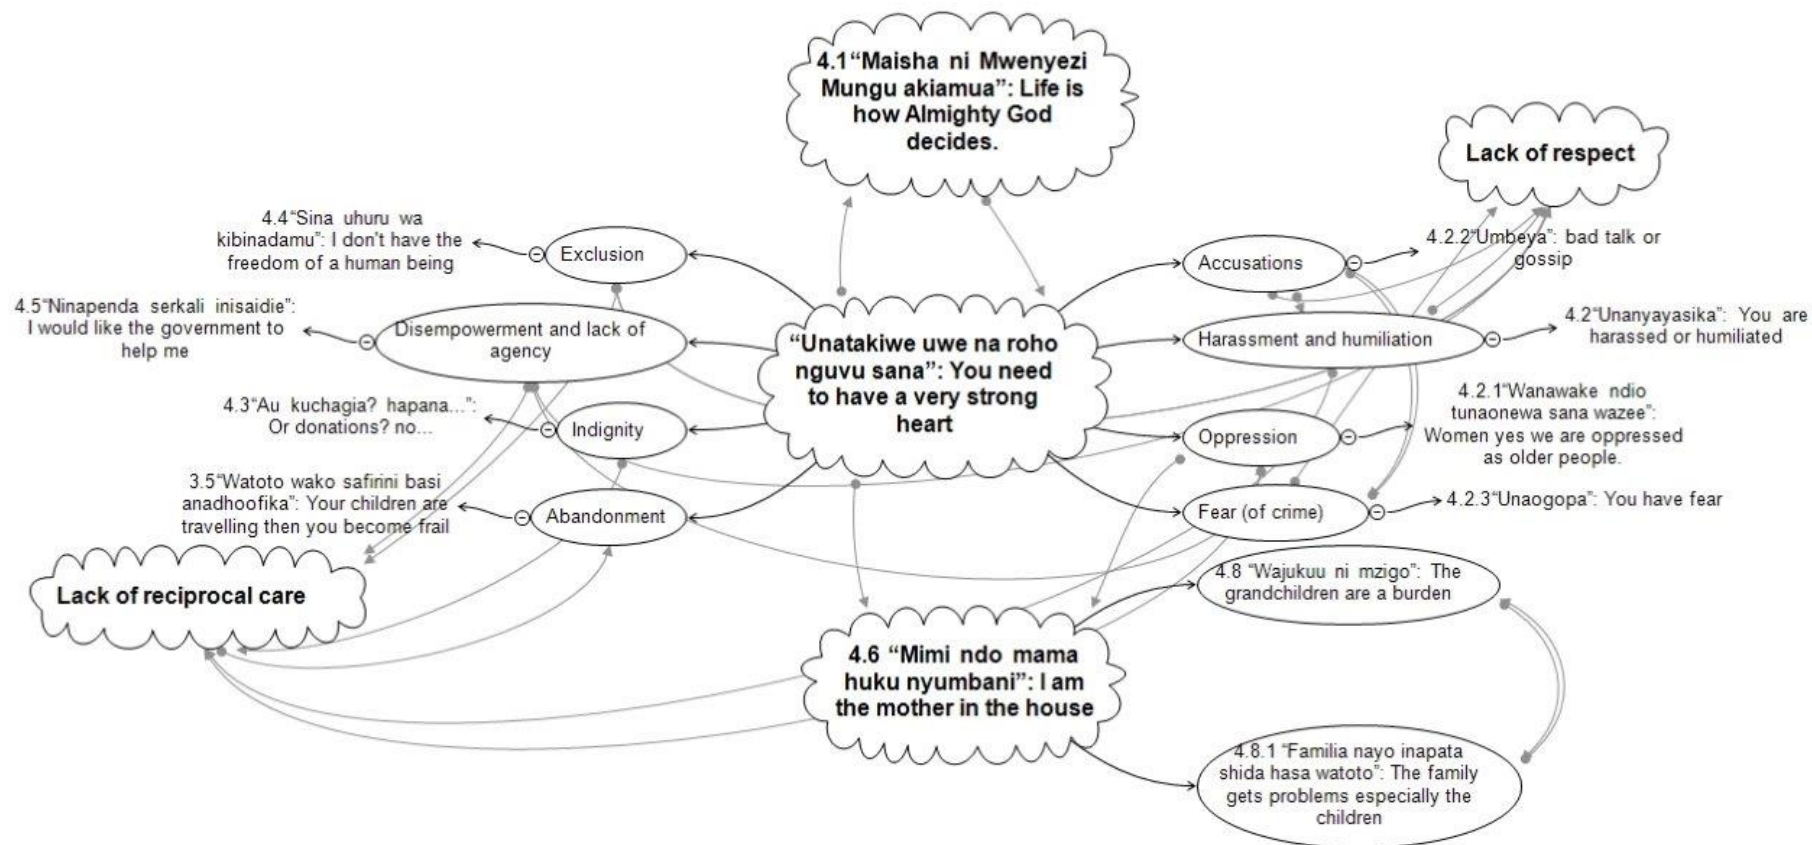 4.1“Maisha ni Mwenyezi
Mungu akiamua”: Life is
how Almighty God
decides.
Lack of respect
4.4“Sina uhuru wa
kibinadamu”: I don't have the
freedom of a human being
Exclusion
Accusations
4.2.2“Umbeya”: bad talk or
gossip
4.5“Ninapenda serkali inisaidie”:
I would like the government to
help me
Disempowerment and lack of
agency
“Unatakiwe uwe na roho
nguvu sana”: You need
to have a very strong
heart
Harassment and humiliation
4.2“Unanyayasika”: You are
harassed or humiliated
4.3“Au kuchagia? hapana...”:
Or donations? no...
Indignity
Oppression
4.2.1“Wanawake ndio
tunaonewa sana wazee”:
Women yes we are oppressed
as older people.
3.5“Watoto wako safirini basi
anadhoofika”: Your children are
travelling then you become frail
Abandonment
Fear (of crime)
4.2.3“Unaogopa”: You have fear
Lack of reciprocal care
4.8 “Wajukuu ni mzigo”: The
grandchildren are a burden
4.6 “Mimi ndo mama
huku nyumbani”: I am
the mother in the house
4.8.1 “Familia nayo inapata
shida hasa watoto”: The family
gets problems especially the
children